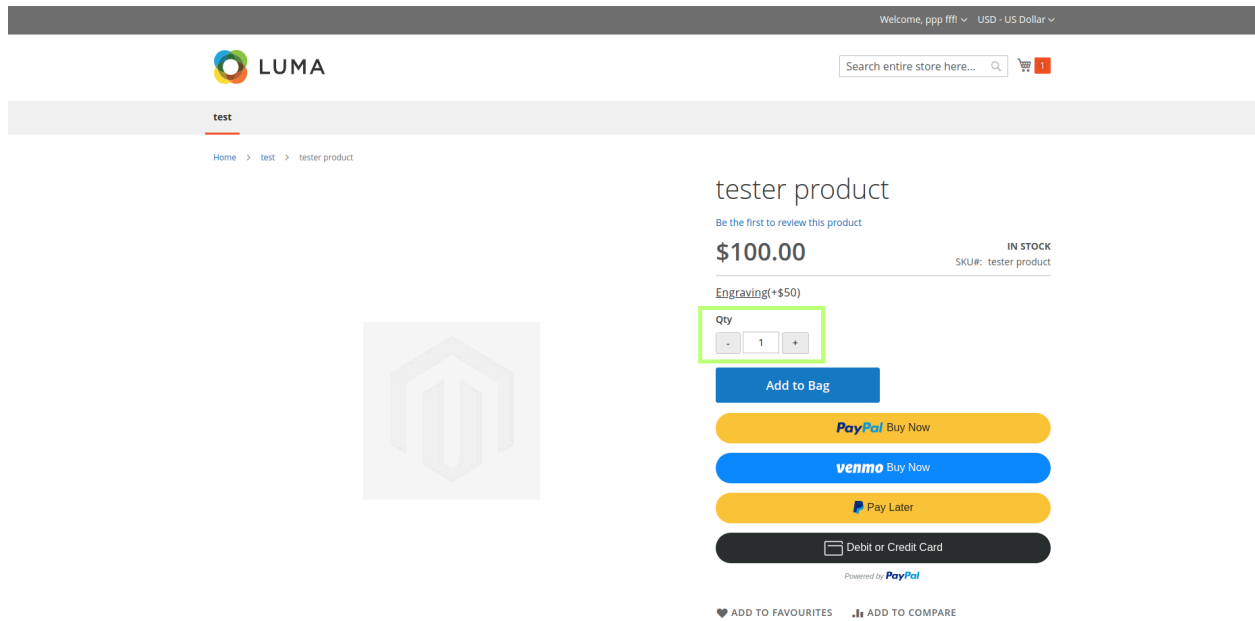 Welcome, ppp fff! USD - US Dollar
LUMA
Search entire store here... 1
test
Home > test > tester product
tester product
Be the first to review this product
$100.00
IN STOCK
SKU#: tester product
Engraving(+$50)
Qty
- 1 +
Add to Bag
PayPal Buy Now
venmo Buy Now
Pay Later
Debit or Credit Card
Powered by PayPal
ADD TO FAVOURITES ADD TO COMPARE